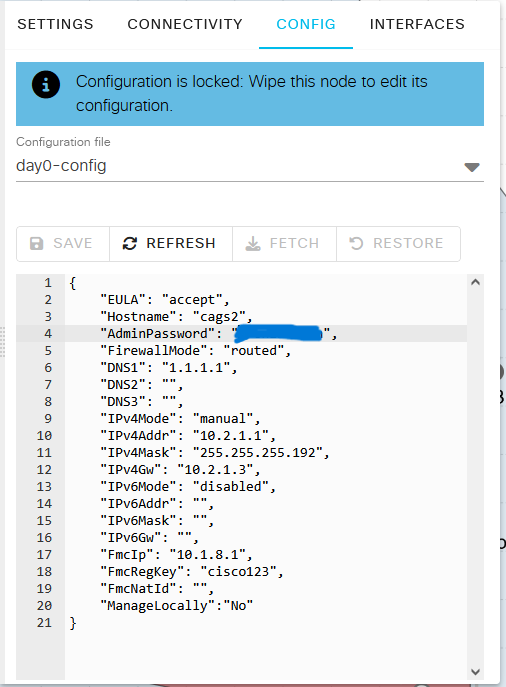 SETTINGS CONNECTIVITY CONFIG INTERFACES
Configuration is locked: Wipe this node to edit its
configuration.
Configuration file
day0-config
SAVE REFRESH FETCH RESTORE
1 {
2 "EULA": "accept",
3 "Hostname": "cags2",
4 "AdminPassword": "",
5 "FirewallMode": "routed",
6 "DNS1": "1.1.1.1",
7 "DNS2": "",
8 "DNS3": "",
9 "IPv4Mode": "manual",
10 "IPv4Addr": "10.2.1.1",
11 "IPv4Mask": "255.255.255.192",
12 "IPv4Gw": "10.2.1.3",
13 "IPv6Mode": "disabled",
14 "IPv6Addr": "",
15 "IPv6Mask": "",
16 "IPv6Gw": "",
17 "FmcIp": "10.1.8.1",
18 "FmcRegKey": "cisco123",
19 "FmcNatId": "",
20 "ManageLocally":"No"
21 }